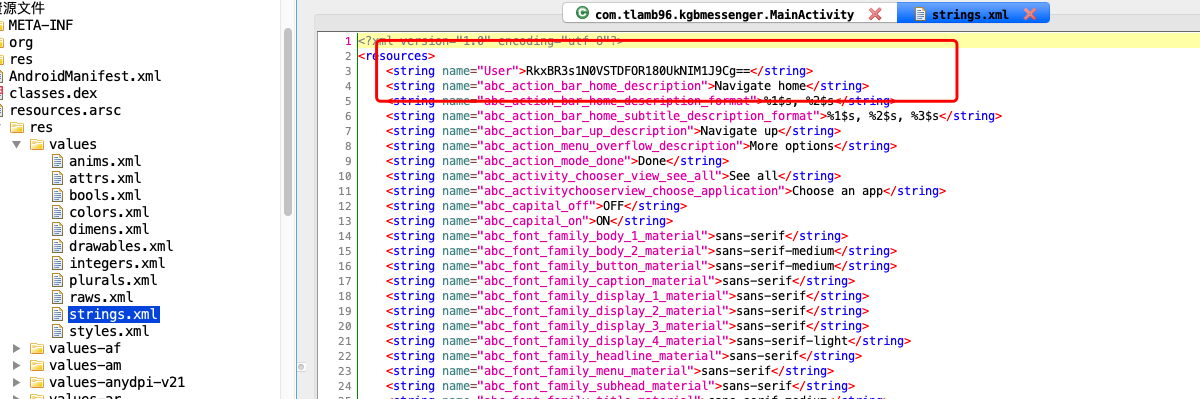 资源文件
META-INF
org
res
AndroidManifest.xml
classes.dex
resources.arsc
res
values
anims.xml
attrs.xml
bools.xml
colors.xml
dimens.xml
drawables.xml
integers.xml
plurals.xml
raws.xml
strings.xml
styles.xml
values-af
values-am
values-anydpi-v21
values-ar
com.tlamb96.kgbmessenger.MainActivity
strings.xml
1 <?xml version="1.0" encoding="utf-8"?>
2 <resources>
3 <string name="User">RkxBR3s1N0VSTDFOR180UkNIM1J9Cg==</string>
4 <string name="abc_action_bar_home_description">Navigate home</string>
5 <string name="abc_action_bar_home_description_format">%1$s, %2$s</string>
6 <string name="abc_action_bar_home_subtitle_description_format">%1$s, %2$s, %3$s</string>
7 <string name="abc_action_bar_up_description">Navigate up</string>
8 <string name="abc_action_menu_overflow_description">More options</string>
9 <string name="abc_action_mode_done">Done</string>
10 <string name="abc_activity_chooser_view_see_all">See all</string>
11 <string name="abc_activitychooserview_choose_application">Choose an app</string>
12 <string name="abc_capital_off">OFF</string>
13 <string name="abc_capital_on">ON</string>
14 <string name="abc_font_family_body_1_material">sans-serif</string>
15 <string name="abc_font_family_body_2_material">sans-serif-medium</string>
16 <string name="abc_font_family_button_material">sans-serif-medium</string>
17 <string name="abc_font_family_caption_material">sans-serif</string>
18 <string name="abc_font_family_display_1_material">sans-serif</string>
19 <string name="abc_font_family_display_2_material">sans-serif</string>
20 <string name="abc_font_family_display_3_material">sans-serif</string>
21 <string name="abc_font_family_display_4_material">sans-serif-light</string>
22 <string name="abc_font_family_headline_material">sans-serif</string>
23 <string name="abc_font_family_menu_material">sans-serif</string>
24 <string name="abc_font_family_subhead_material">sans-serif</string>
<string name="abc_font_family_title_material">sans-serif-medium</string>